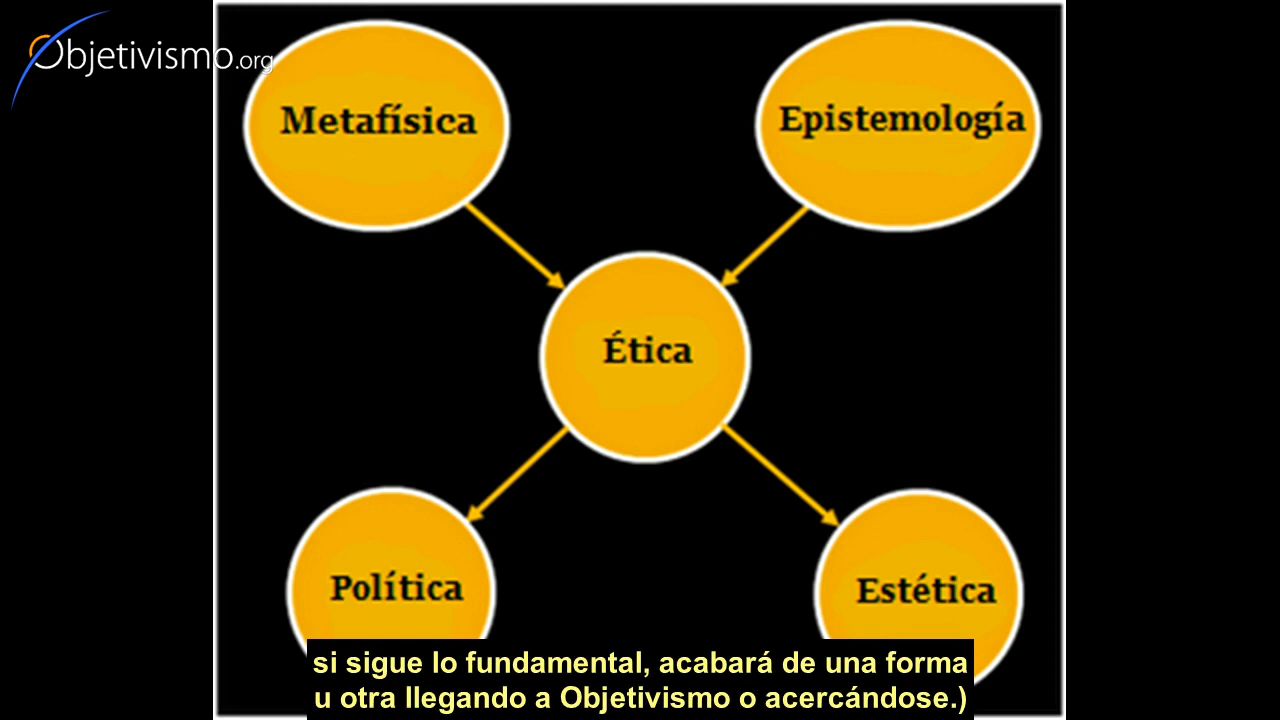 Objetivismo.org
Metafísica
Epistemología
Ética
Política
Estética
si sigue lo fundamental, acabará de una forma
u otra llegando a Objetivismo o acercándose.)